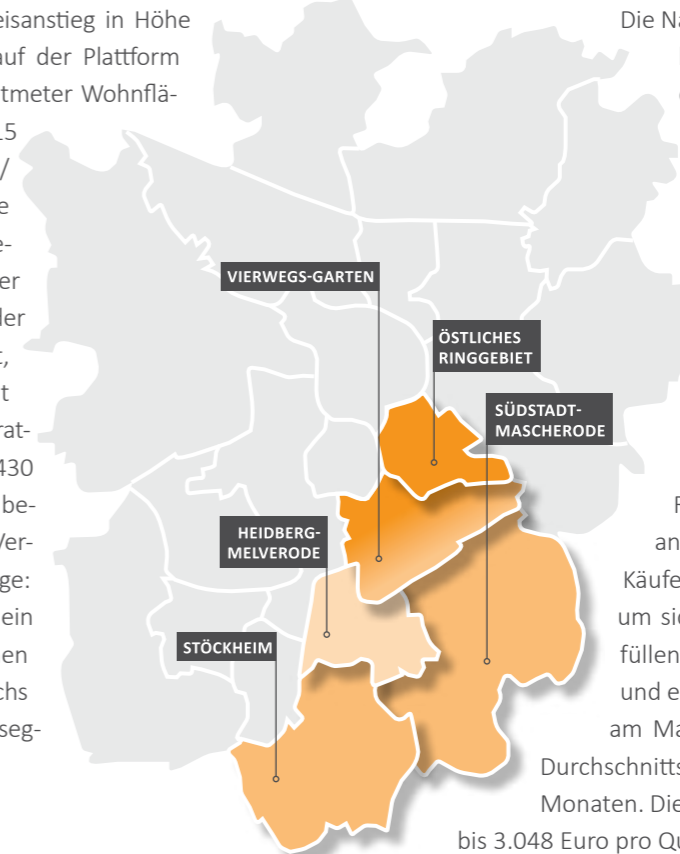 eisanstieg in Höhe
auf der Plattform
tmeter Wohnflä-
15
/
e
e-
er
der
t,
t
rat-
430
be-
Ver-
ge:
ein
en
chs
seg-
VIERWEGS-GARTEN
ÖSTLICHES
RINGGEBIET
SÜDSTADT-
MASCHERODE
HEIDBERG-
MELVERODE
STÖCKHEIM
Die Na
an
Käufe
um sic
füllen
und e
am Ma
Durchschnitts
Monaten. Die
bis 3.048 Euro pro Qu